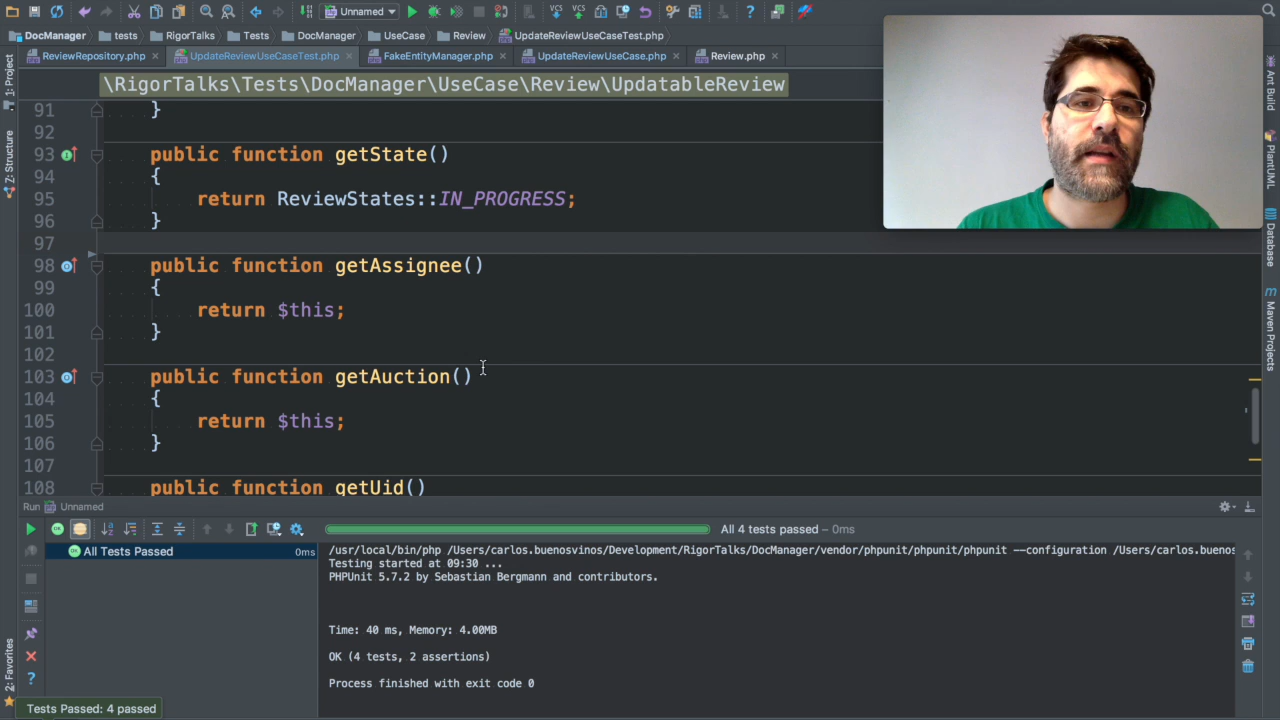 Unnamed
DocManager
tests
RigorTalks
Tests
DocManager
UseCase
Review
UpdateReviewUseCaseTest.php
ReviewRepository.php
UpdateReviewUseCaseTest.php
FakeEntityManager.php
UpdateReviewUseCase.php
Review.php
\RigorTalks\Tests\DocManager\UseCase\Review\UpdatableReview
91 }
92
93 public function getState()
94 {
95 return ReviewStates::IN_PROGRESS;
96 }
97
98 public function getAssignee()
99 {
100 return $this;
101 }
102
103 public function getAuction()
104 {
105 return $this;
106 }
107
108 public function getUid()
1: Project
Z: Structure
2: Favorites
Ant Build
PlantUML
Database
Maven Projects
Run Unnamed
All 4 tests passed – 0ms
All Tests Passed 0ms
/usr/local/bin/php /Users/carlos.buenosvinos/Development/RigorTalks/DocManager/vendor/phpunit/phpunit/phpunit --configuration /Users/carlos.buenos
Testing started at 09:30 ...
PHPUnit 5.7.2 by Sebastian Bergmann and contributors.
Time: 40 ms, Memory: 4.00MB
OK (4 tests, 2 assertions)
Process finished with exit code 0
Tests Passed: 4 passed